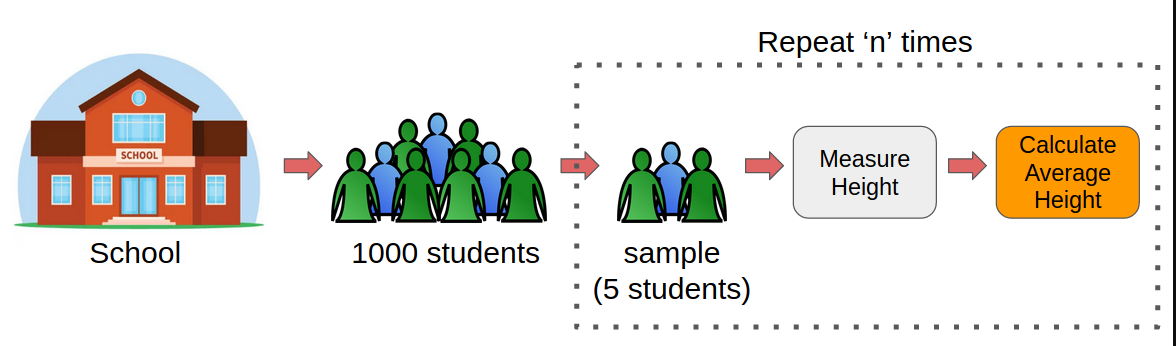 Repeat ‘n’ times
SCHOOL
School
1000 students
sample
(5 students)
Measure
Height
Calculate
Average
Height